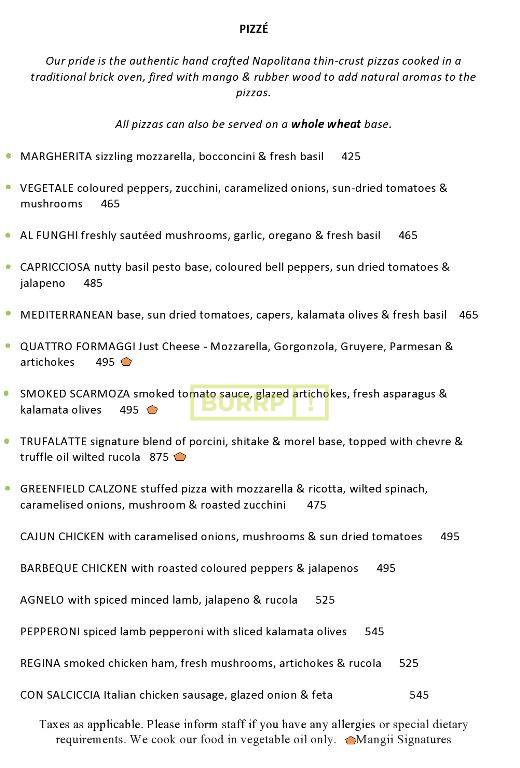 PIZZÉ
Our pride is the authentic hand crafted Napolitana thin-crust pizzas cooked in a
traditional brick oven, fired with mango & rubber wood to add natural aromas to the
pizzas.
All pizzas can also be served on a whole wheat base.
MARGHERITA sizzling mozzarella, bocconcini & fresh basil 425
VEGETALE coloured peppers, zucchini, caramelized onions, sun-dried tomatoes &
mushrooms 465
AL FUNGHI freshly sautéed mushrooms, garlic, oregano & fresh basil 465
CAPRICCIOSA nutty basil pesto base, coloured bell peppers, sun dried tomatoes &
jalapeno 485
MEDITERRANEAN base, sun dried tomatoes, capers, kalamata olives & fresh basil 465
QUATTRO FORMAGGI Just Cheese - Mozzarella, Gorgonzola, Gruyere, Parmesan &
artichokes 495
SMOKED SCARMOZA smoked tomato sauce, glazed artichokes, fresh asparagus &
kalamata olives 495
BURRP!
TRUFALATTE signature blend of porcini, shitake & morel base, topped with chevre &
truffle oil wilted rucola 875
GREENFIELD CALZONE stuffed pizza with mozzarella & ricotta, wilted spinach,
caramelised onions, mushroom & roasted zucchini 475
CAJUN CHICKEN with caramelised onions, mushrooms & sun dried tomatoes 495
BARBEQUE CHICKEN with roasted coloured peppers & jalapenos 495
AGNELO with spiced minced lamb, jalapeno & rucola 525
PEPPERONI spiced lamb pepperoni with sliced kalamata olives 545
REGINA smoked chicken ham, fresh mushrooms, artichokes & rucola 525
CON SALCICCIA Italian chicken sausage, glazed onion & feta 545
Taxes as applicable. Please inform staff if you have any allergies or special dietary
requirements. We cook our food in vegetable oil only. Mangii Signatures